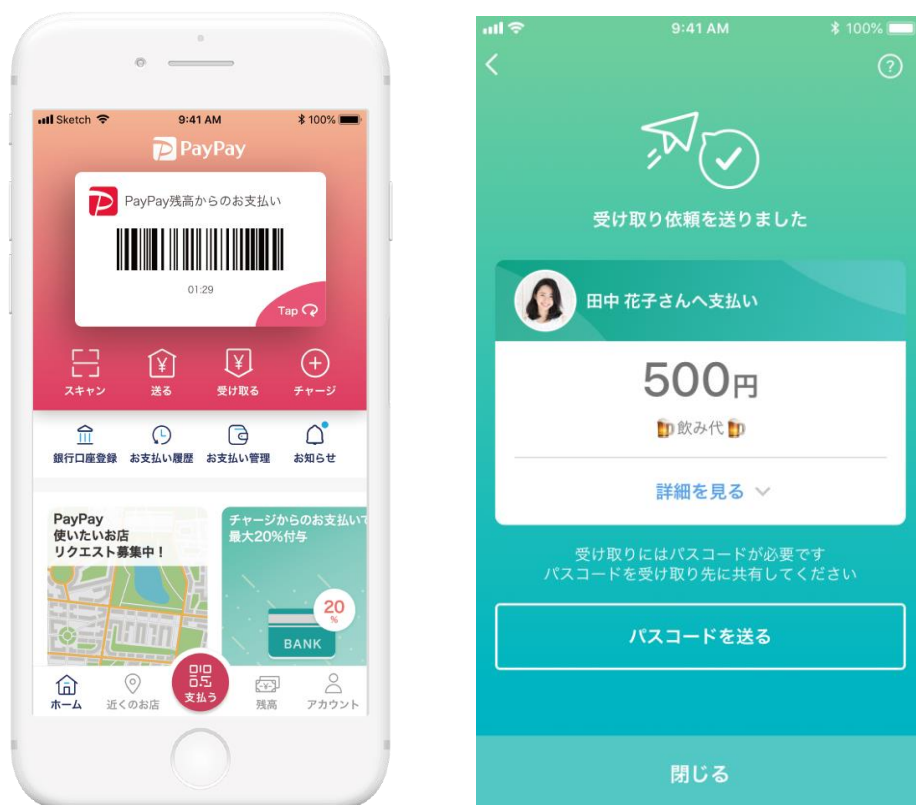 Sketch 9:41 AM 100%
PayPay
PayPay残高からのお支払い
01:29
Tap
スキャン 送る 受け取る チャージ
銀行口座登録 お支払い履歴 お支払い管理 お知らせ
PayPay
使いたいお店
リクエスト募集中！
チャージからのお支払いで
最大20%付与
20
%
BANK
ホーム 近くのお店 支払う 残高 アカウント
9:41 AM 100%
?
受け取り依頼を送りました
田中 花子さんへ支払い
500円
🍺飲み代🍺
詳細を見る
受け取りにはパスコードが必要です
パスコードを受け取り先に共有してください
パスコードを送る
閉じる